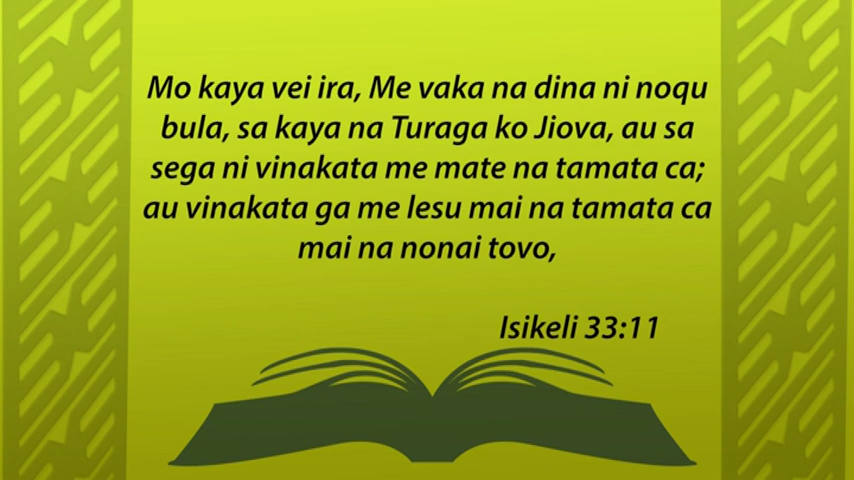 Mo kaya vei ira, Me vaka na dina ni noqu
bula, sa kaya na Turaga ko Jiova, au sa
sega ni vinakata me mate na tamata ca;
au vinakata ga me lesu mai na tamata ca
mai na nonai tovo,
Isikeli 33:11